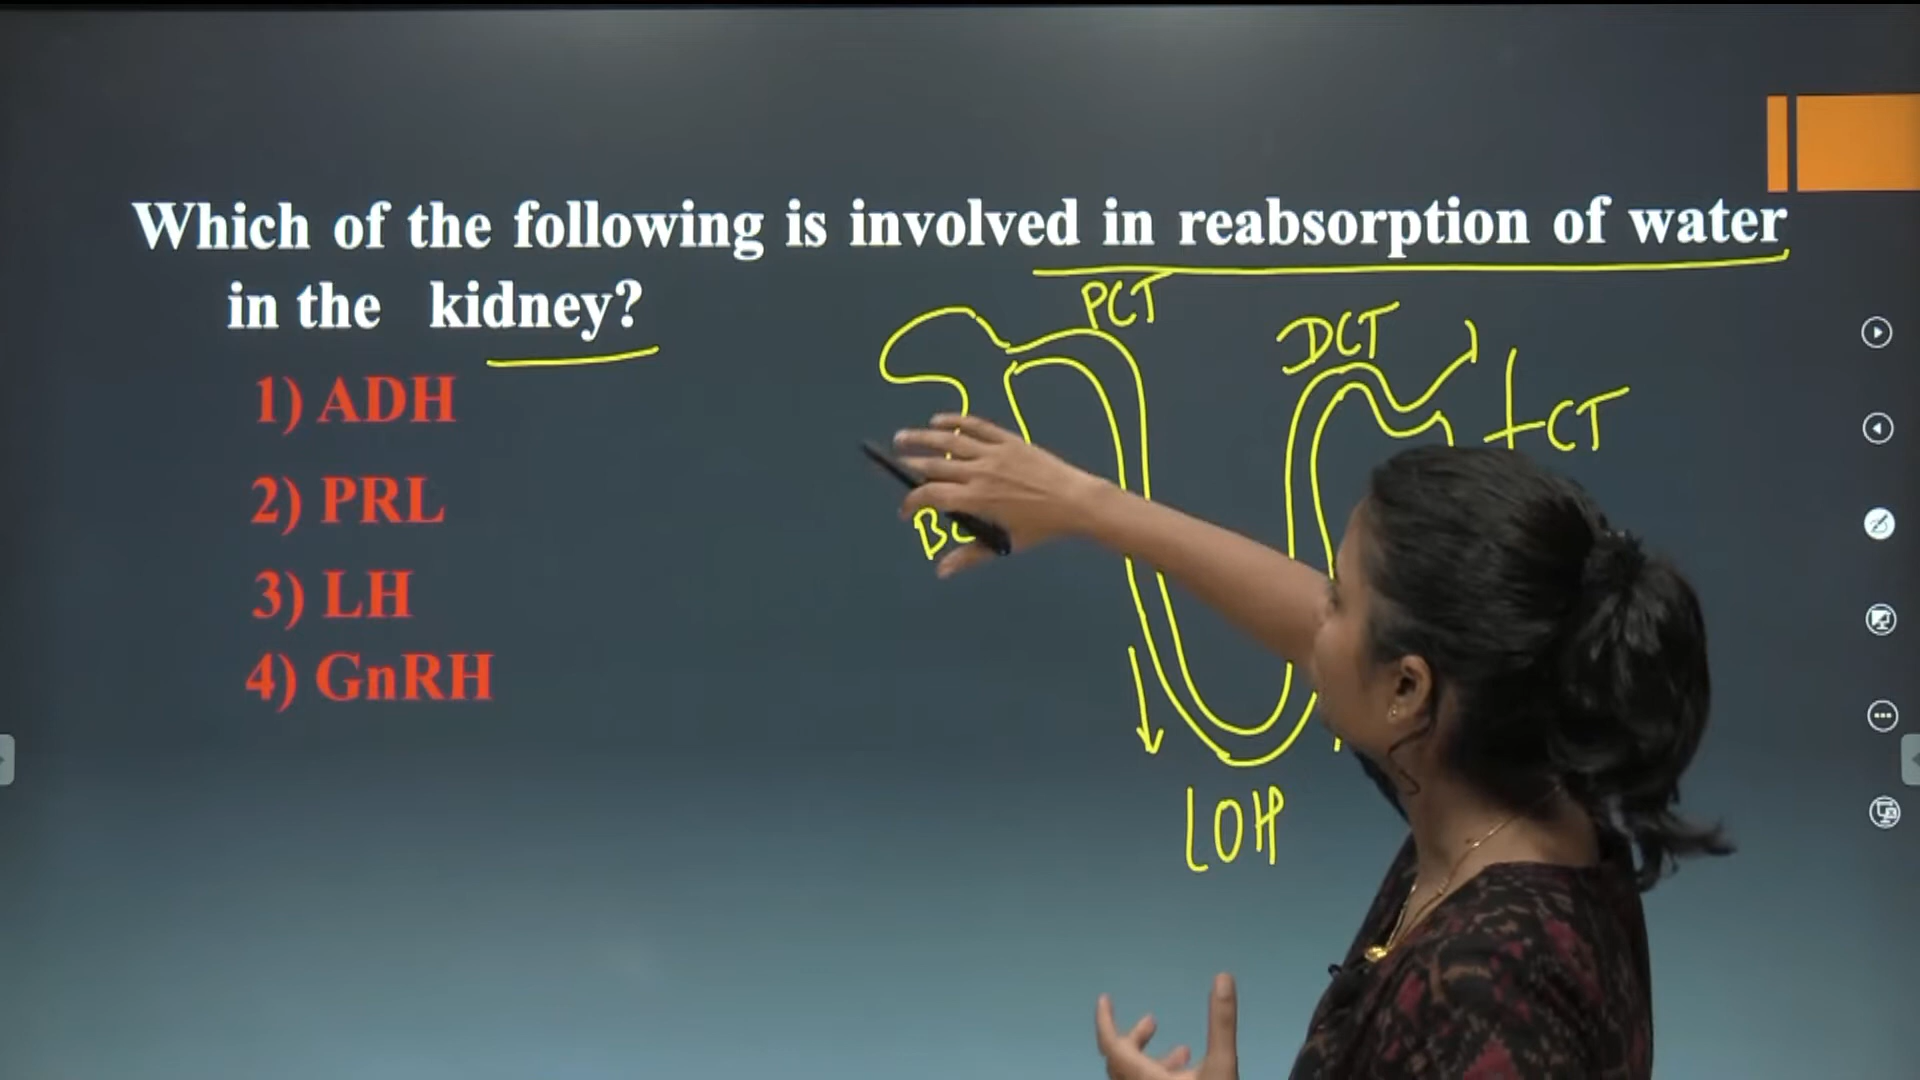 Which of the following is involved in reabsorption of water
in the kidney?
PCT
DCT
1) ADH
CT
2) PRL
BC
3) LH
4) GnRH
LOH